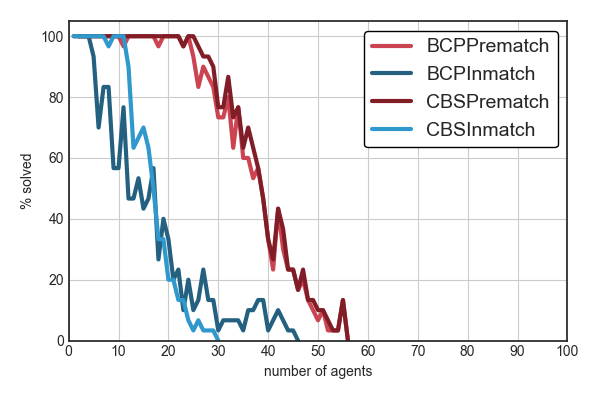 BCPPrematch
BCPInmatch
CBSPrematch
CBSInmatch
% solved
100
80
60
40
20
0
0 10 20 30 40 50 60 70 80 90 100
number of agents